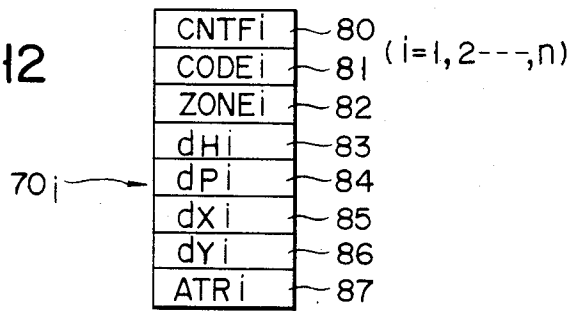 12
CNTFi 80
CODEi 81 (i=1,2---,n)
ZONEi 82
dHi 83
70i dPi 84
dXi 85
dYi 86
ATRi 87